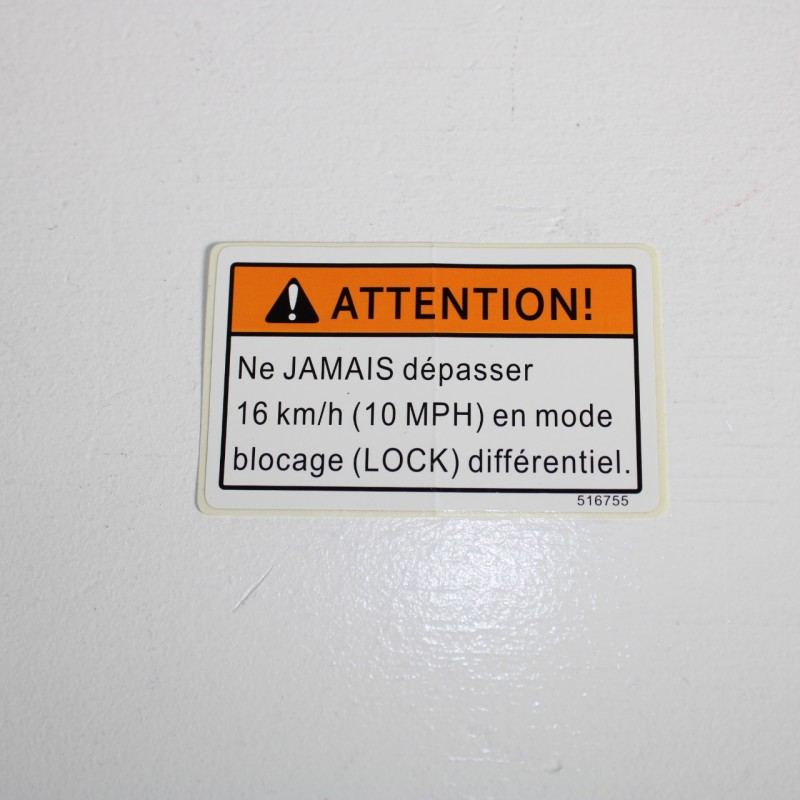 ATTENTION!
Ne JAMAIS dépasser
16 km/h (10 MPH) en mode
blocage (LOCK) différentiel.
516755